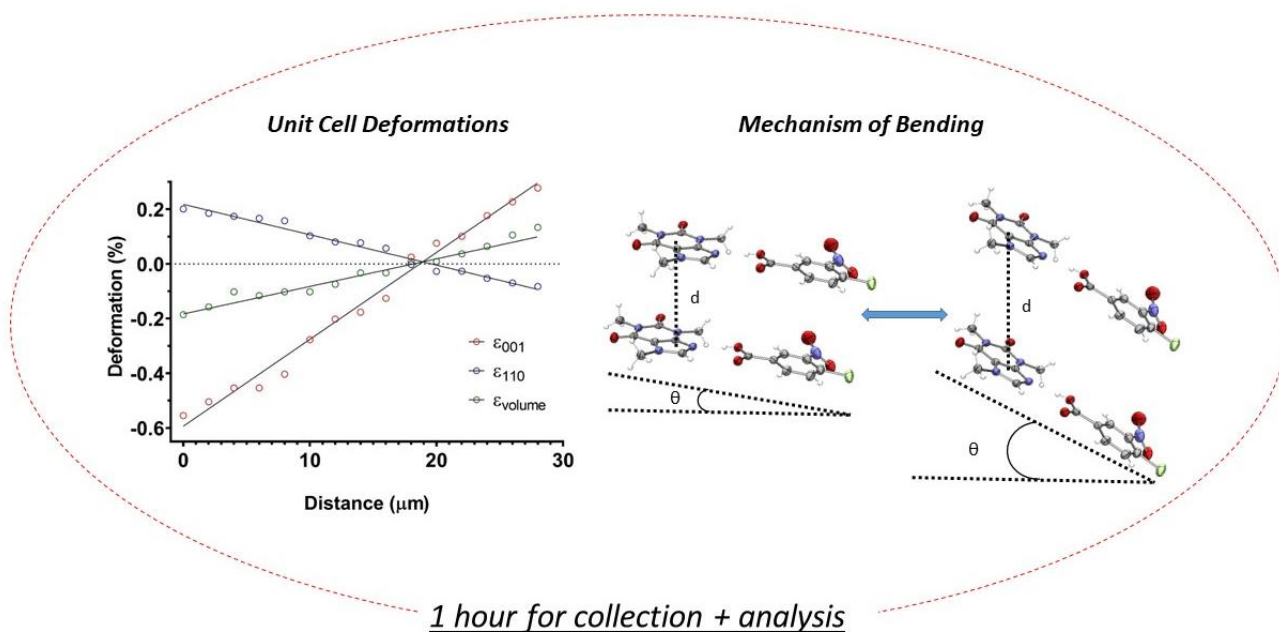 Unit Cell Deformations
Mechanism of Bending
Deformation (%)
0.2
0.0
-0.2
-0.4
-0.6
ε001
ε110
εvolume
0
10
20
30
Distance (μm)
d
θ
d
θ
1 hour for collection + analysis